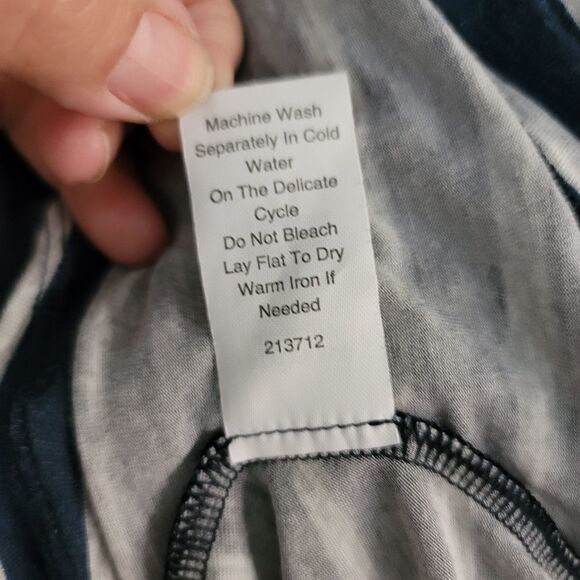 Machine Wash
Separately In Cold
Water
On The Delicate
Cycle
Do Not Bleach
Lay Flat To Dry
Warm Iron If
Needed
213712